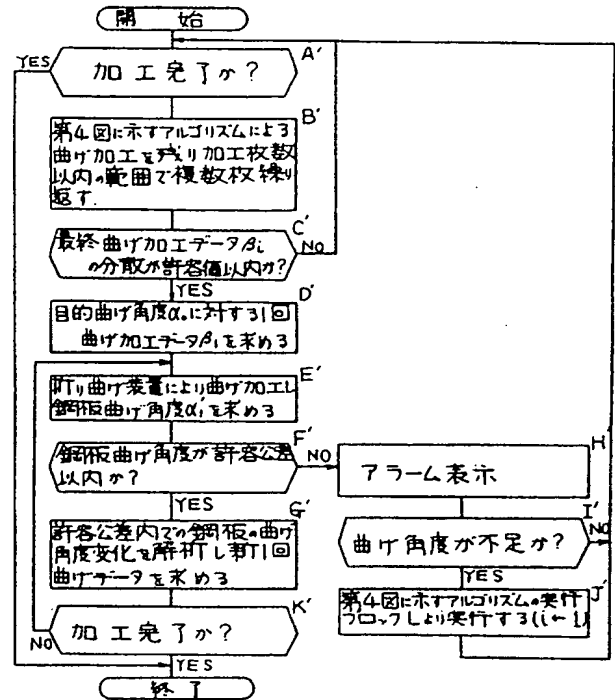 開始
A'
YES
加工完了か?
B'
第4図に示すアルゴリズムによる
曲げ加工を残り加工枚数
以内の範囲で複数枚繰り
返す.
C'
最終曲げ加工データβi
の分散が許容値以内か?
NO
YES
D'
目的曲げ角度α。に対する1回
曲げ加工データβ1を求める
E'
折り曲げ装置により曲げ加工し
鋼板曲げ角度α'iを求める
F'
鋼板曲げ角度が許容公差
以内か?
NO
YES
G'
許容公差内での鋼板の曲げ
角度変化を解析し新1回
曲げデータを求める
K'
加工完了か?
NO
YES
終了
H'
アラーム表示
I'
曲げ角度が不足か?
NO
YES
J'
第4図に示すアルゴリズムの実行
ブロックLより実行する(i←1)